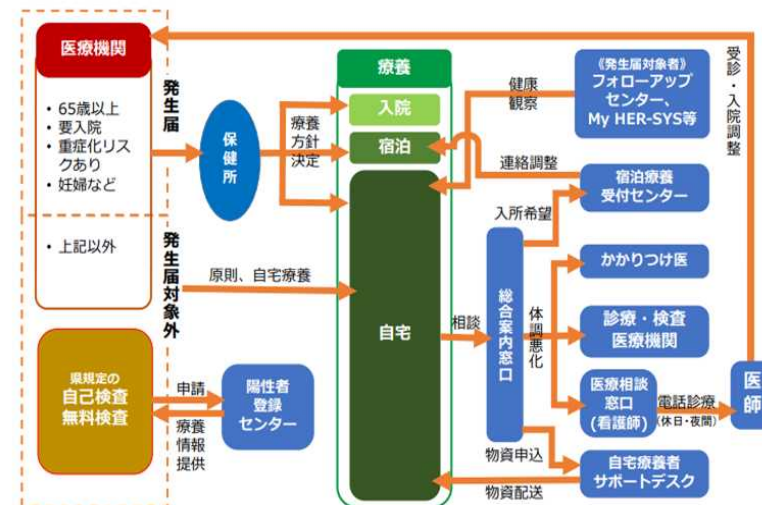 医療機関
・ 65歳以上
・ 要入院
・ 重症化リス
クあり
・ 妊婦など
・ 上記以外
発生届
発生届対象外
保健所
療養
方針
決定
療養
入院
宿泊
自宅
原則、自宅療養
県規定の
自己検査
無料検査
申請
療養
情報
提供
陽性者
登録
センター
健康
観察
《発生届対象者》
フォローアップ
センター、
My HER-SYS等
受診・入院調整
連絡調整
宿泊療養
受付センター
入所希望
相談
総合案内窓口
体調悪化
かかりつけ医
診療・検査
医療機関
医療相談
窓口
(看護師)
電話診療
(休日・夜間)
医師
物資申込
物資配送
自宅療養者
サポートデスク